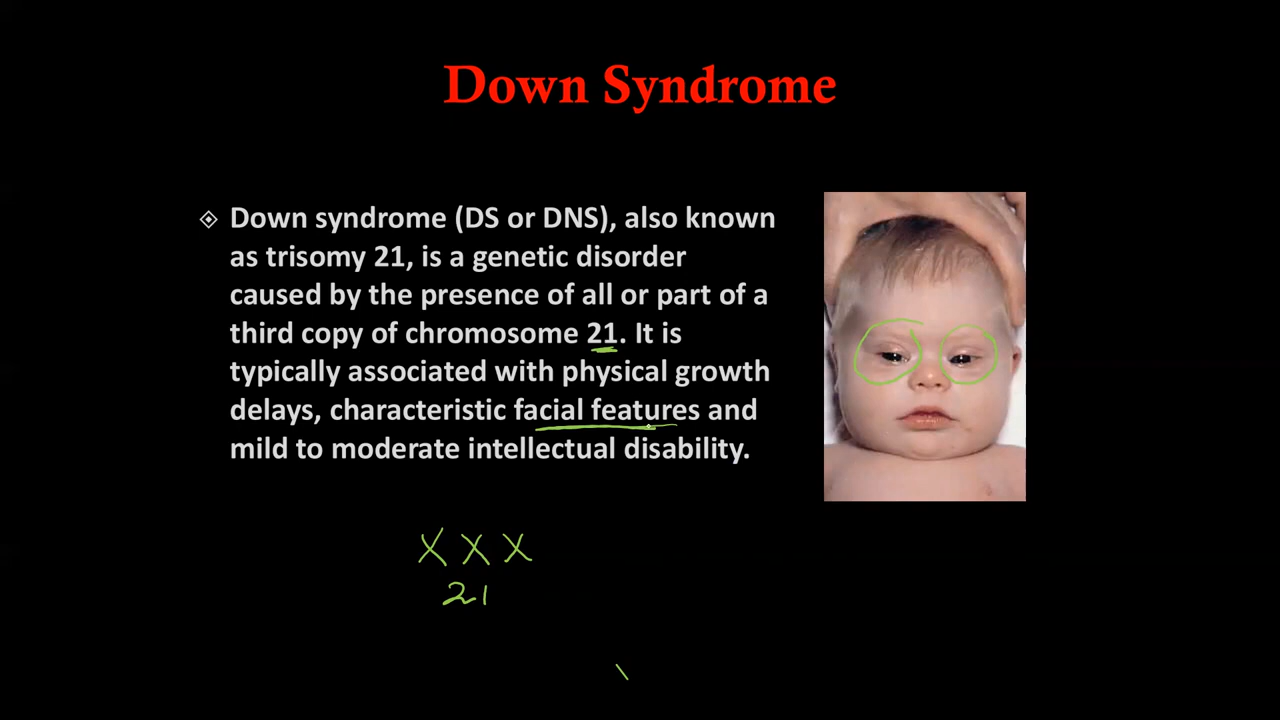 Down Syndrome
Down syndrome (DS or DNS), also known
as trisomy 21, is a genetic disorder
caused by the presence of all or part of a
third copy of chromosome 21. It is
typically associated with physical growth
delays, characteristic facial features and
mild to moderate intellectual disability.
X X X
21